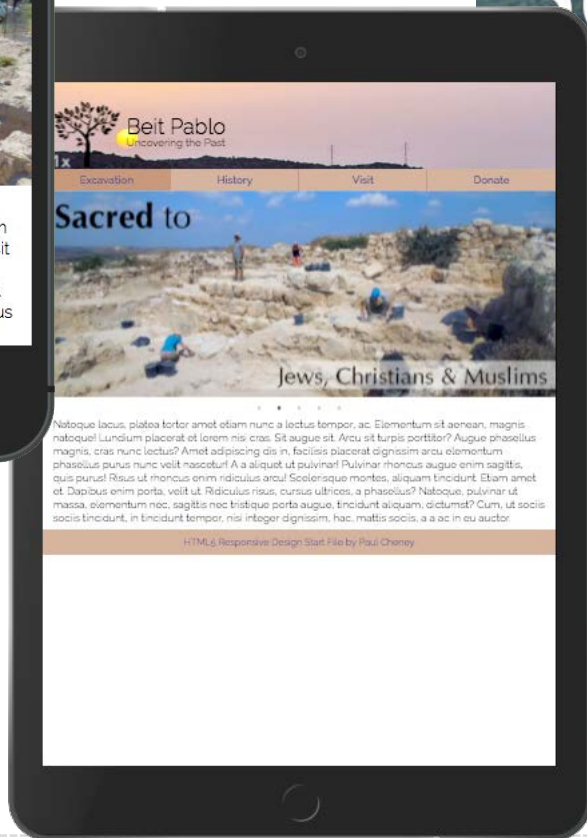 Beit Pablo
Uncovering the Past
1x
Excavation History Visit Donate
Sacred to
Jews, Christians & Muslims
Natoque lacus, platea tortor amet etiam nunc a lectus tempor, ac. Elementum sit aenean, magnis
natoque! Lundium placerat et lorem nisi cras. Sit augue sit. Arcu sit turpis porttitor? Augue phasellus
magnis, cras nunc lectus? Amet adipiscing dis in, facilisis placerat dignissim arcu elementum
phasellus purus nunc velit nascetur! A a aliquet ut pulvinar! Pulvinar rhoncus augue enim sagittis,
quis purus! Risus ut rhoncus enim ridiculus arcu! Scelerisque montes, aliquam tincidunt. Etiam amet
et. Dapibus enim porta, velit ut. Ridiculus risus, cursus ultrices, a phasellus? Natoque, pulvinar ut
massa, elementum nec, sagittis nec tristique porta augue, tincidunt aliquam, dictumst? Cum, ut sociis
sociis tincidunt, in tincidunt tempor, nisi integer dignissim, hac, mattis sociis, a a ac in eu auctor.
HTML5 Responsive Design Start File by Paul Cheney